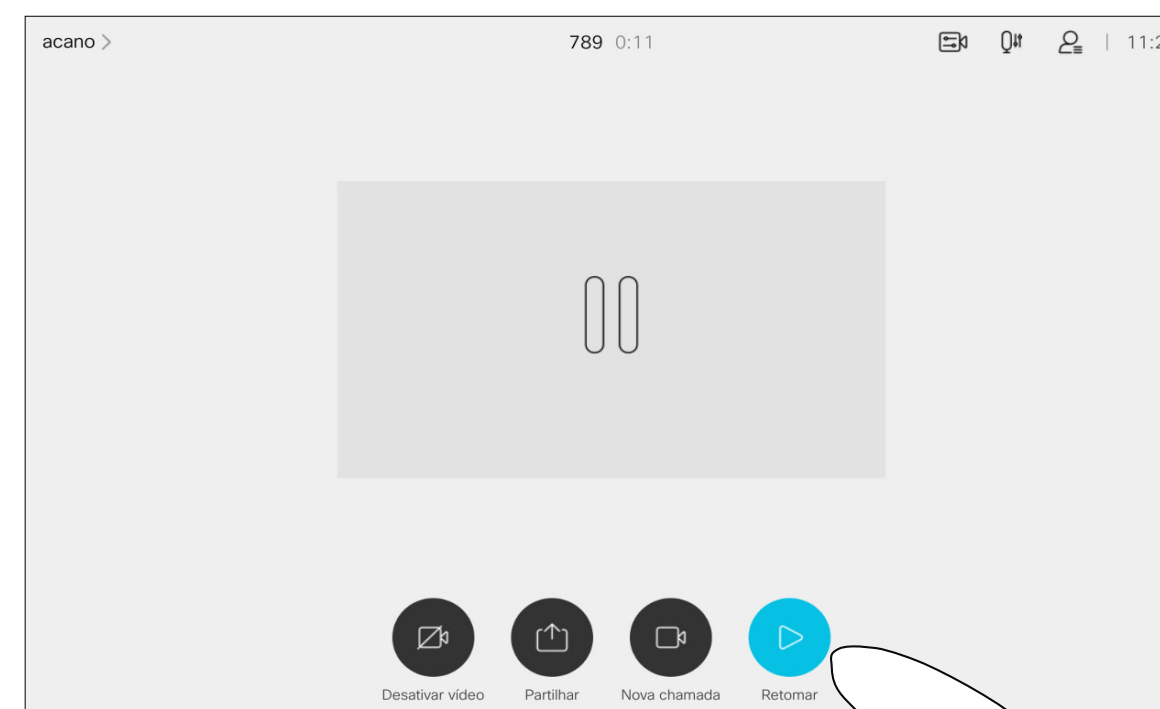 acano
789 0:11
Desativar vídeo
Partilhar
Nova chamada
Retomar